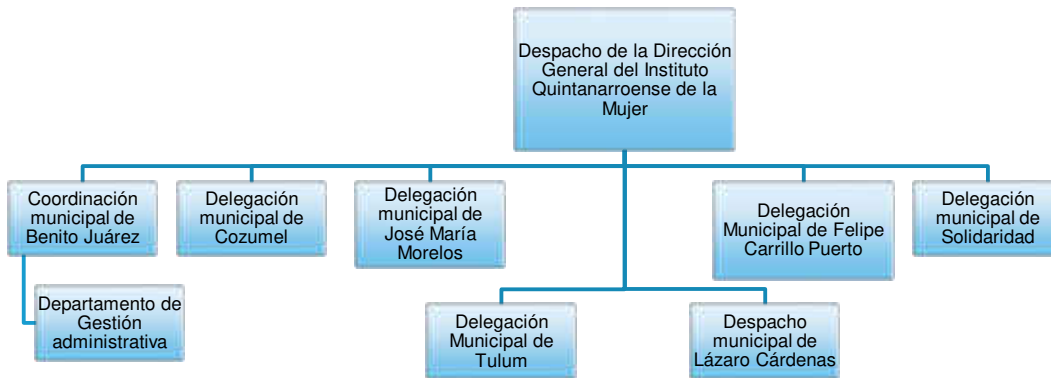 Despacho de la Dirección
General del Instituto
Quintanarroense de la
Mujer
Coordinación
municipal de
Benito Juárez
Delegación
municipal de
Cozumel
Delegación
municipal de
José María
Morelos
Delegación
Municipal de Felipe
Carrillo Puerto
Delegación
municipal de
Solidaridad
Departamento de
Gestión
administrativa
Delegación
Municipal de
Tulum
Despacho
municipal de
Lázaro Cárdenas